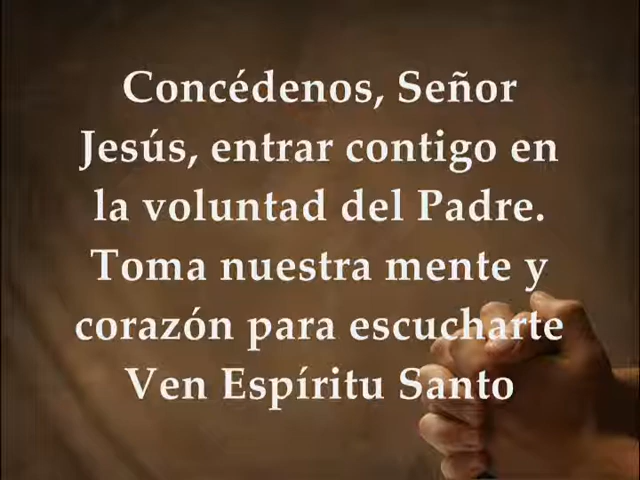 Concédenos, Señor
Jesús, entrar contigo en
la voluntad del Padre.
Toma nuestra mente y
corazón para escucharte
Ven Espíritu Santo